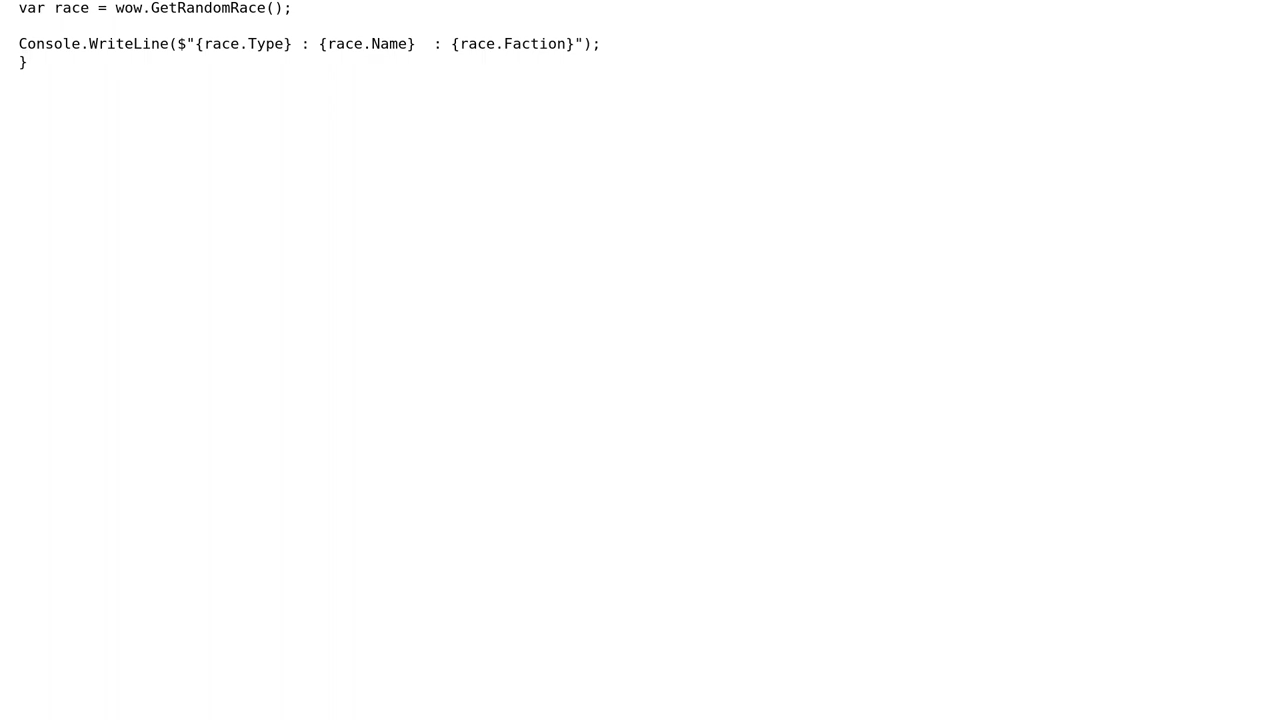 var race = wow.GetRandomRace();
Console.WriteLine($"{race.Type} : {race.Name}  : {race.Faction}");
}